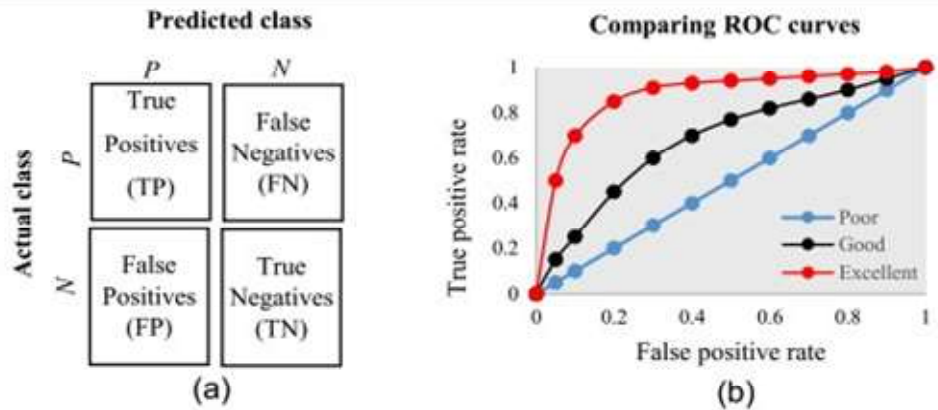 Predicted class
P
N
Actual class
P
N
True
Positives
(TP)
False
Negatives
(FN)
False
Positives
(FP)
True
Negatives
(TN)
(a)
Comparing ROC curves
True positive rate
1
0.8
0.6
0.4
0.2
0
Poor
Good
Excellent
0
0.2
0.4
0.6
0.8
1
False positive rate
(b)